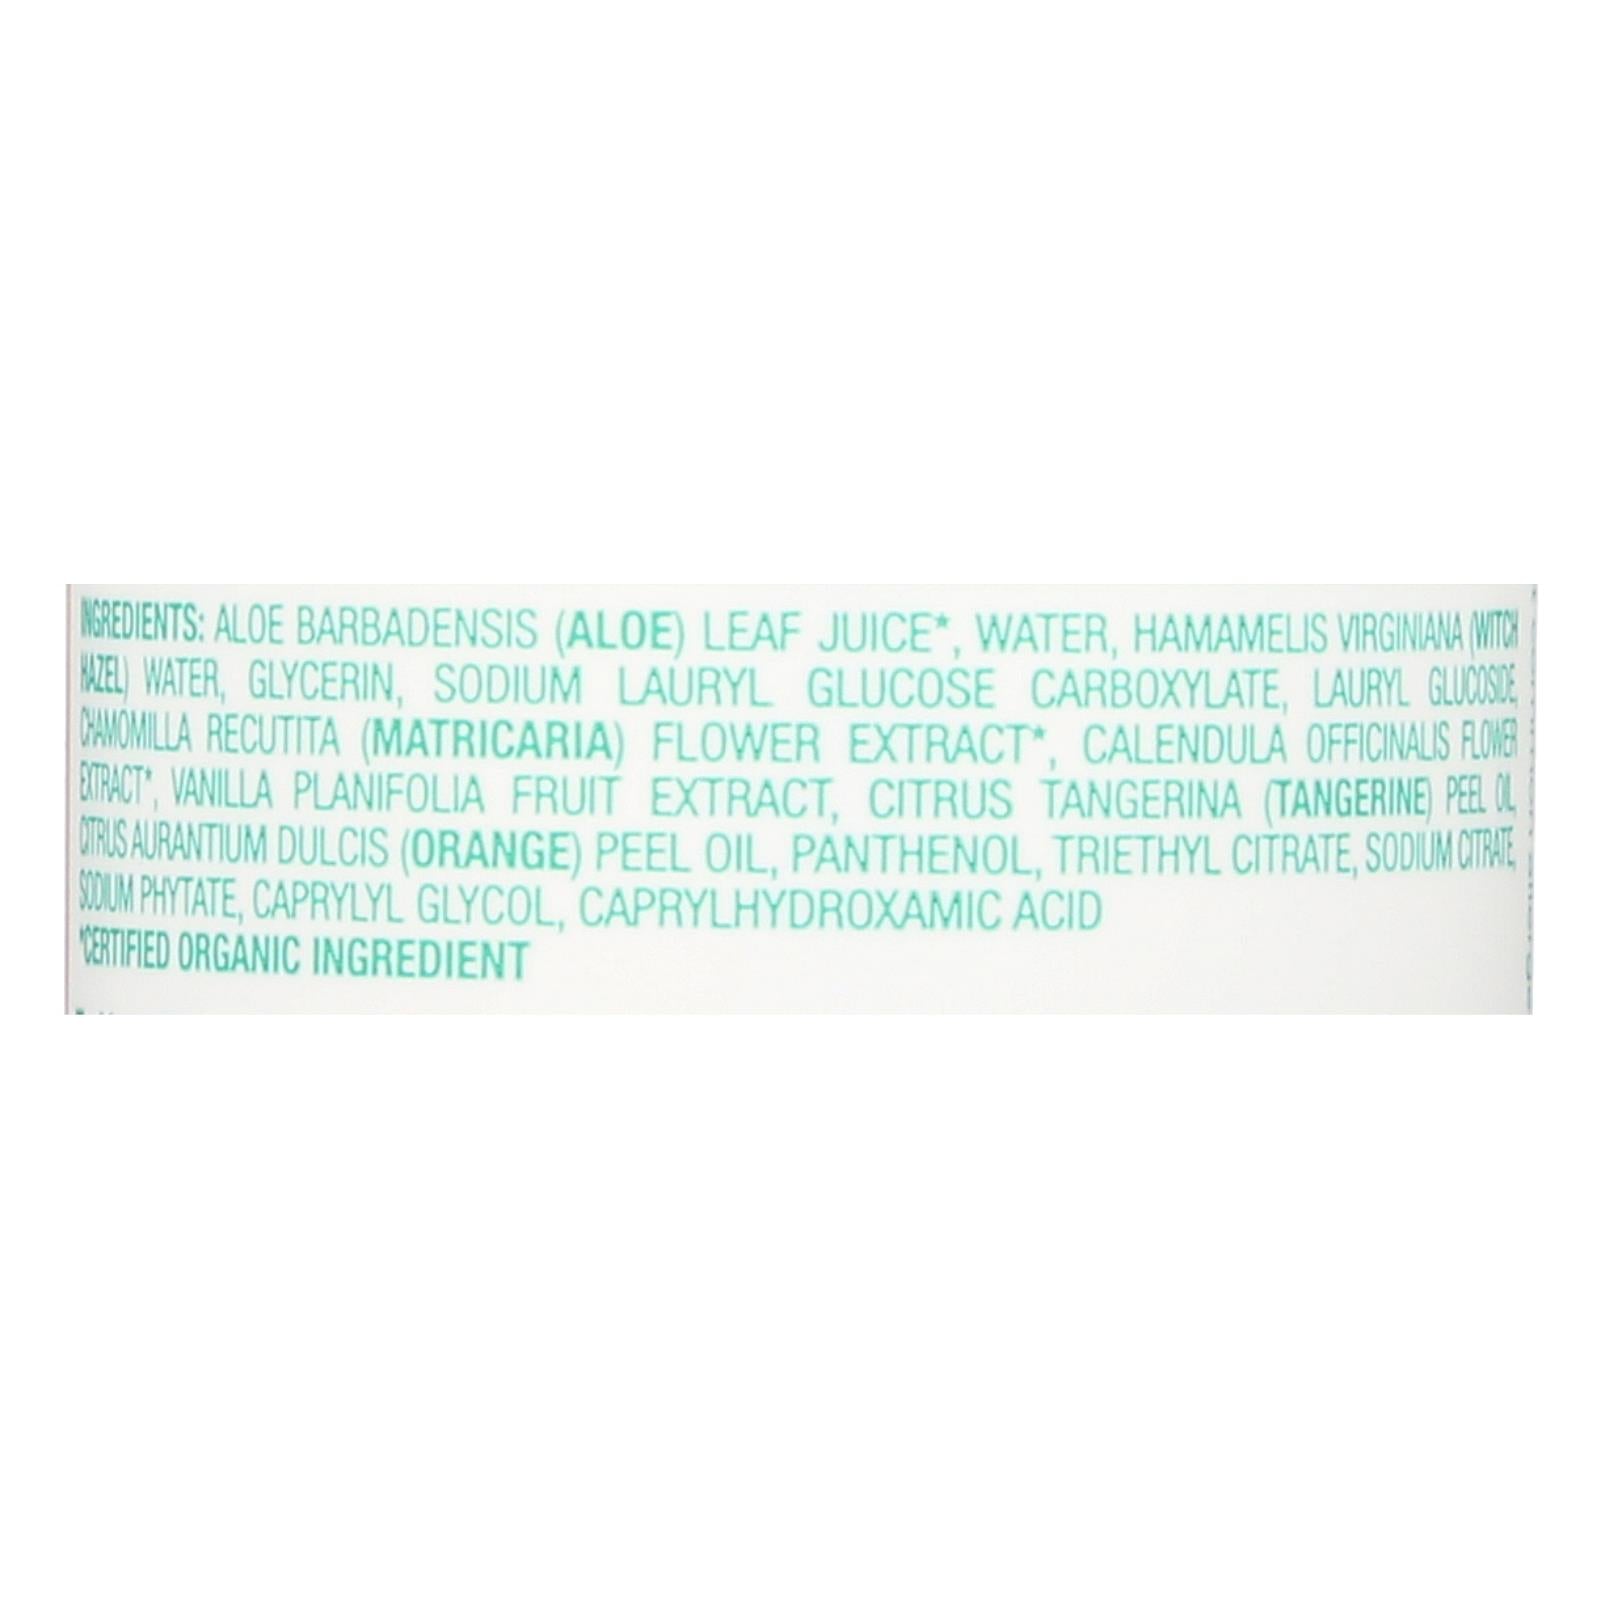 INGREDIENTS: ALOE BARBADENSIS (ALOE) LEAF JUICE*, WATER, HAMAMELIS VIRGINIANA (WITCH
HAZEL) WATER, GLYCERIN, SODIUM LAURYL GLUCOSE CARBOXYLATE, LAURYL GLUCOSIDE,
CHAMOMILLA RECUTITA (MATRICARIA) FLOWER EXTRACT*, CALENDULA OFFICINALIS FLOWER
EXTRACT*, VANILLA PLANIFOLIA FRUIT EXTRACT, CITRUS TANGERINA (TANGERINE) PEEL OIL,
CITRUS AURANTIUM DULCIS (ORANGE) PEEL OIL, PANTHENOL, TRIETHYL CITRATE, SODIUM CITRATE,
SODIUM PHYTATE, CAPRYLYL GLYCOL, CAPRYLHYDROXAMIC ACID
*CERTIFIED ORGANIC INGREDIENT